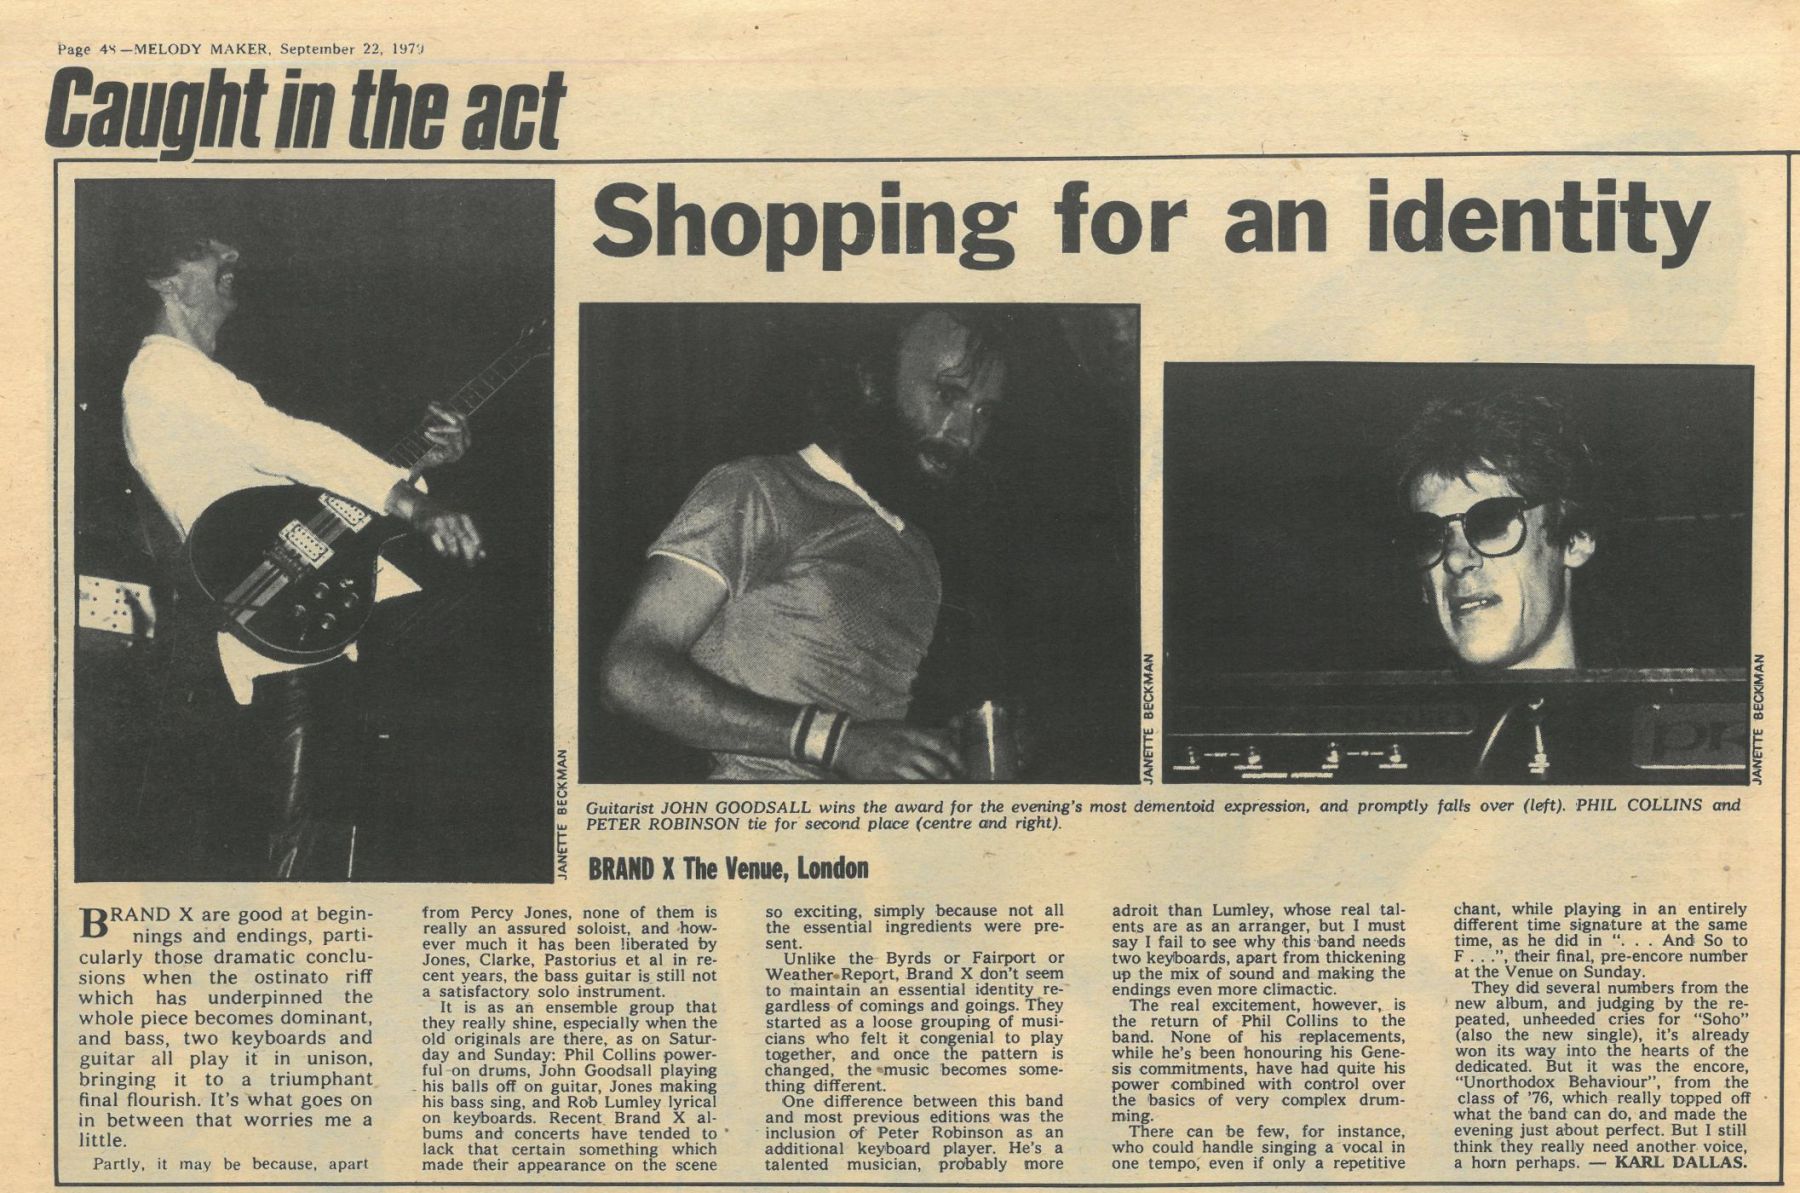 Page 48—MELODY MAKER, September 22, 1979
Caught in the act
Shopping for an identity
JANETTE BECKMAN
JANETTE BECKMAN
JANETTE BECKMAN
Guitarist JOHN GOODSALL wins the award for the evening's most dementoid expression, and promptly falls over (left). PHIL COLLINS and
PETER ROBINSON tie for second place (centre and right).
BRAND X The Venue, London
BRAND X are good at begin-
nings and endings, parti-
cularly those dramatic conclu-
sions when the ostinato riff
which has underpinned the
whole piece becomes dominant,
and bass, two keyboards and
guitar all play it in unison,
bringing it to a triumphant
final flourish. It's what goes on
in between that worries me a
little.
Partly, it may be because, apart
from Percy Jones, none of them is
really an assured soloist, and how-
ever much it has been liberated by
Jones, Clarke, Pastorius et al in re-
cent years, the bass guitar is still not
a satisfactory solo instrument.
It is as an ensemble group that
they really shine, especially when the
old originals are there, as on Satur-
day and Sunday: Phil Collins power-
ful on drums, John Goodsall playing
his balls off on guitar, Jones making
his bass sing, and Rob Lumley lyrical
on keyboards. Recent Brand X al-
bums and concerts have tended to
lack that certain something which
made their appearance on the scene
so exciting, simply because not all
the essential ingredients were pre-
sent.
Unlike the Byrds or Fairport or
Weather Report, Brand X don't seem
to maintain an essential identity re-
gardless of comings and goings. They
started as a loose grouping of musi-
cians who felt it congenial to play
together, and once the pattern is
changed, the music becomes some-
thing different.
One difference between this band
and most previous editions was the
inclusion of Peter Robinson as an
additional keyboard player. He's a
talented musician, probably more
adroit than Lumley, whose real tal-
ents are as an arranger, but I must
say I fail to see why this band needs
two keyboards, apart from thickening
up the mix of sound and making the
endings even more climactic.
The real excitement, however, is
the return of Phil Collins to the
band. None of his replacements,
while he's been honouring his Gene-
sis commitments, have had quite his
power combined with control over
the basics of very complex drum-
ming.
There can be few, for instance,
who could handle singing a vocal in
one tempo, even if only a repetitive
chant, while playing in an entirely
different time signature at the same
time, as he did in ". . . And So to
F . . .", their final, pre-encore number
at the Venue on Sunday.
They did several numbers from the
new album, and judging by the re-
peated, unheeded cries for "Soho"
(also the new single), it's already
won its way into the hearts of the
dedicated. But it was the encore,
"Unorthodox Behaviour", from the
class of '76, which really topped off
what the band can do, and made the
evening just about perfect. But I still
think they really need another voice,
a horn perhaps. — KARL DALLAS.